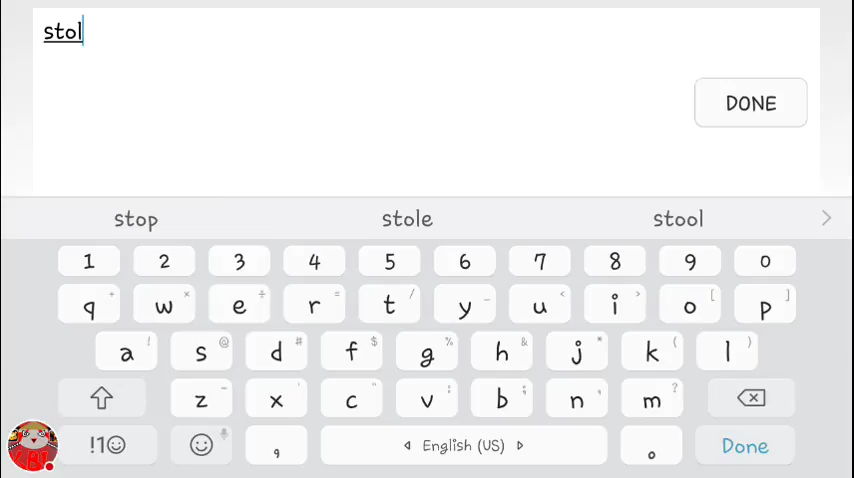 stol
DONE
stop stole stool
1 2 3 4 5 6 7 8 9 0
q + w × e ÷ r = t / y _ u < i > o [ p ]
a ! s @ d # f $ g % h & j * k ( l )
z - x ' c " v : b ; n , m ?
!1☺ , English (US) . Done